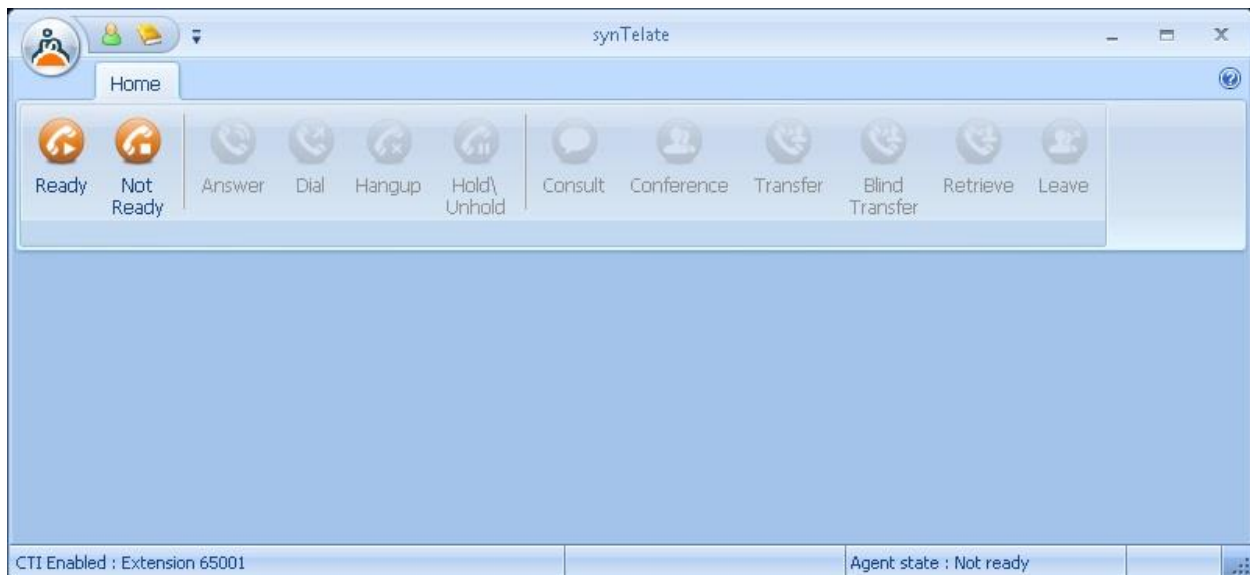 synTelate
Home
Ready Not Answer Dial Hangup Hold\ Consult Conference Transfer Blind Retrieve Leave
Ready Unhold Transfer
CTI Enabled : Extension 65001 Agent state : Not ready